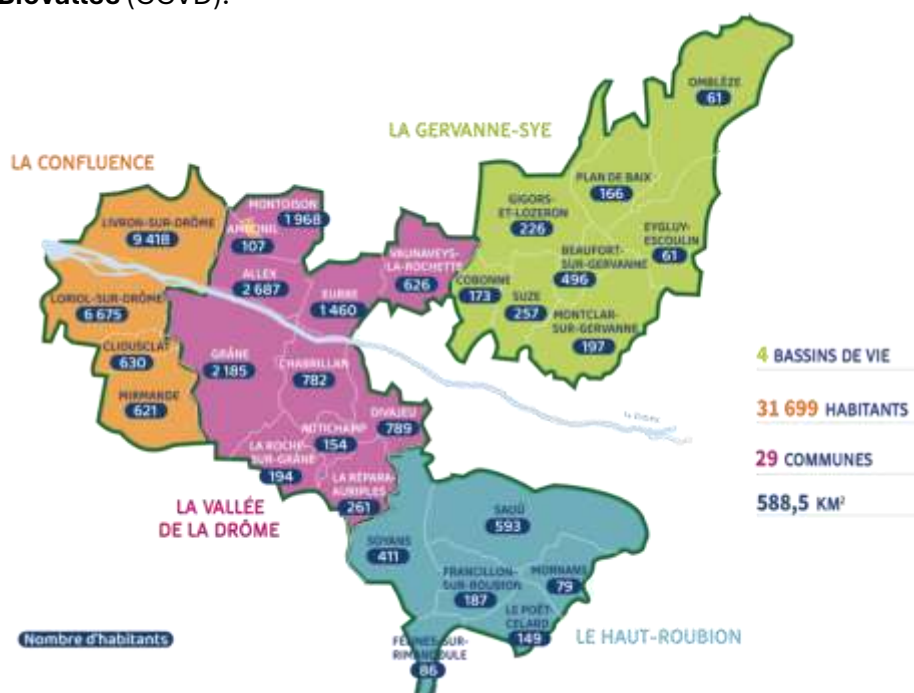 Biovallée (CCVD).
LA GERVANNE-SYE
OMBLÈZE
61
PLAN DE BAIX
166
GIGORS-
ET-LOZERON
226
EYGLUY-
ESCOULIN
61
BEAUFORT-
SUR-GERVANNE
496
COBONNE
173
SUZE
257
MONTCLAR-
SUR-GERVANNE
197
LA CONFLUENCE
LIVRON-SUR-DRÔME
9 418
LORIOL-SUR-DRÔME
6 675
CLIOUSCLAT
630
MIRMANDE
621
MONTOISON
1 968
AMBONIL
107
ALLEX
2 687
EURRE
1 460
VAUNAVEYS-
LA-ROCHETTE
626
GRÂNE
2 185
CHABRILLAN
782
DIVAJEU
789
AUTICHAMP
154
LA ROCHE-
SUR-GRÂNE
194
LA RÉPARA-
AURIPLES
261
LA VALLÉE
DE LA DRÔME
SAOÛ
593
SOYANS
411
FRANCILLON-
SUR-ROUBION
187
MORNANS
79
LE POËT-
CELARD
149
FÉLINES-SUR-
RIMANDOULE
86
LE HAUT-ROUBION
4 BASSINS DE VIE
31 699 HABITANTS
29 COMMUNES
588,5 KM²
Nombre d'habitants